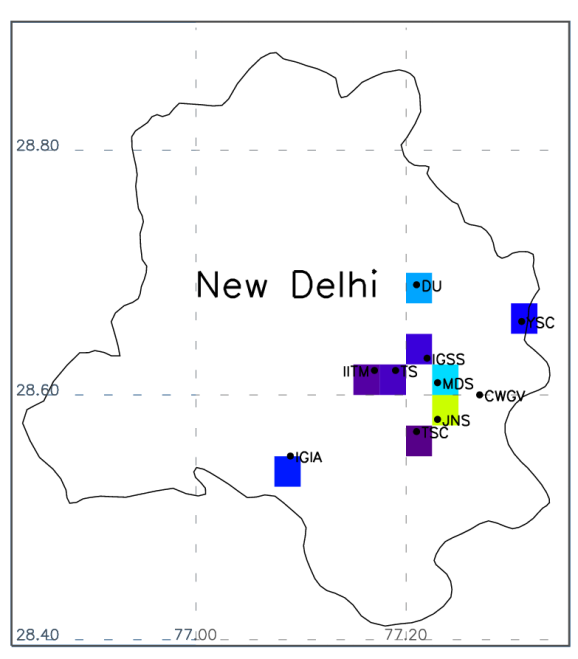 28.80
New Delhi
DU
YSC
IGSS
IITM
TS
MDS
28.60
CWGV
JNS
TSC
IGIA
28.40
77.00
77.20